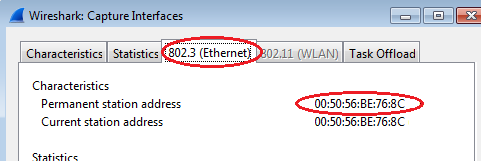 Wireshark: Capture Interfaces
Characteristics Statistics 802.3 (Ethernet) 802.11 (WLAN) Task Offload
Characteristics
Permanent station address 00:50:56:BE:76:8C
Current station address 00:50:56:BE:76:8C
Statistics